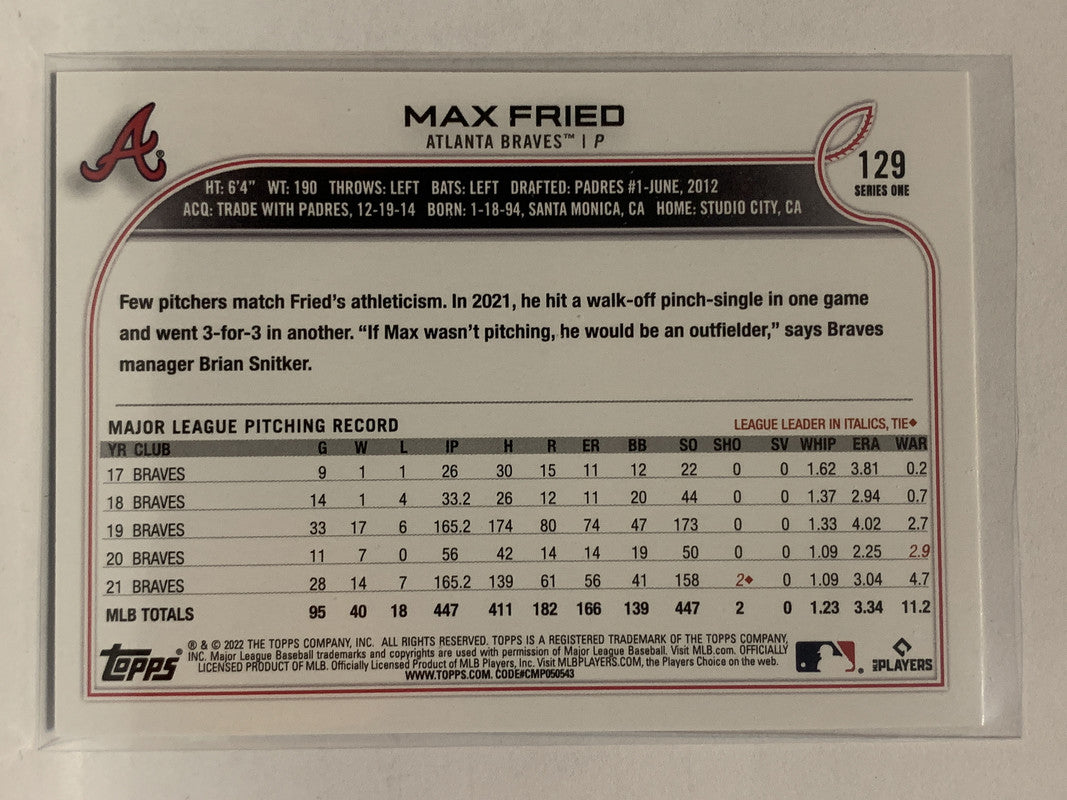 A
MAX FRIED
ATLANTA BRAVES™ | P
129
SERIES ONE
HT: 6'4" WT: 190 THROWS: LEFT BATS: LEFT DRAFTED: PADRES #1-JUNE, 2012
ACQ: TRADE WITH PADRES, 12-19-14 BORN: 1-18-94, SANTA MONICA, CA HOME: STUDIO CITY, CA
Few pitchers match Fried's athleticism. In 2021, he hit a walk-off pinch-single in one game
and went 3-for-3 in another. “If Max wasn't pitching, he would be an outfielder,” says Braves
manager Brian Snitker.
MAJOR LEAGUE PITCHING RECORD
LEAGUE LEADER IN ITALICS, TIE◆
YR CLUB G W L IP H R ER BB SO SHO SV WHIP ERA WAR
17 BRAVES 9 1 1 26 30 15 11 12 22 0 0 1.62 3.81 0.2
18 BRAVES 14 1 4 33.2 26 12 11 20 44 0 0 1.37 2.94 0.7
19 BRAVES 33 17 6 165.2 174 80 74 47 173 0 0 1.33 4.02 2.7
20 BRAVES 11 7 0 56 42 14 14 19 50 0 0 1.09 2.25 2.9
21 BRAVES 28 14 7 165.2 139 61 56 41 158 2◆ 0 1.09 3.04 4.7
MLB TOTALS 95 40 18 447 411 182 166 139 447 2 0 1.23 3.34 11.2
Topps®
® & © 2022 THE TOPPS COMPANY, INC. ALL RIGHTS RESERVED. TOPPS IS A REGISTERED TRADEMARK OF THE TOPPS COMPANY,
INC. Major League Baseball trademarks and copyrights are used with permission of Major League Baseball. Visit MLB.com. OFFICIALLY
LICENSED PRODUCT OF MLB. Officially Licensed Product of MLB Players, Inc. Visit MLBPLAYERS.COM, the Players Choice on the web.
WWW.TOPPS.COM. CODE#CMP050543
MLB PLAYERS